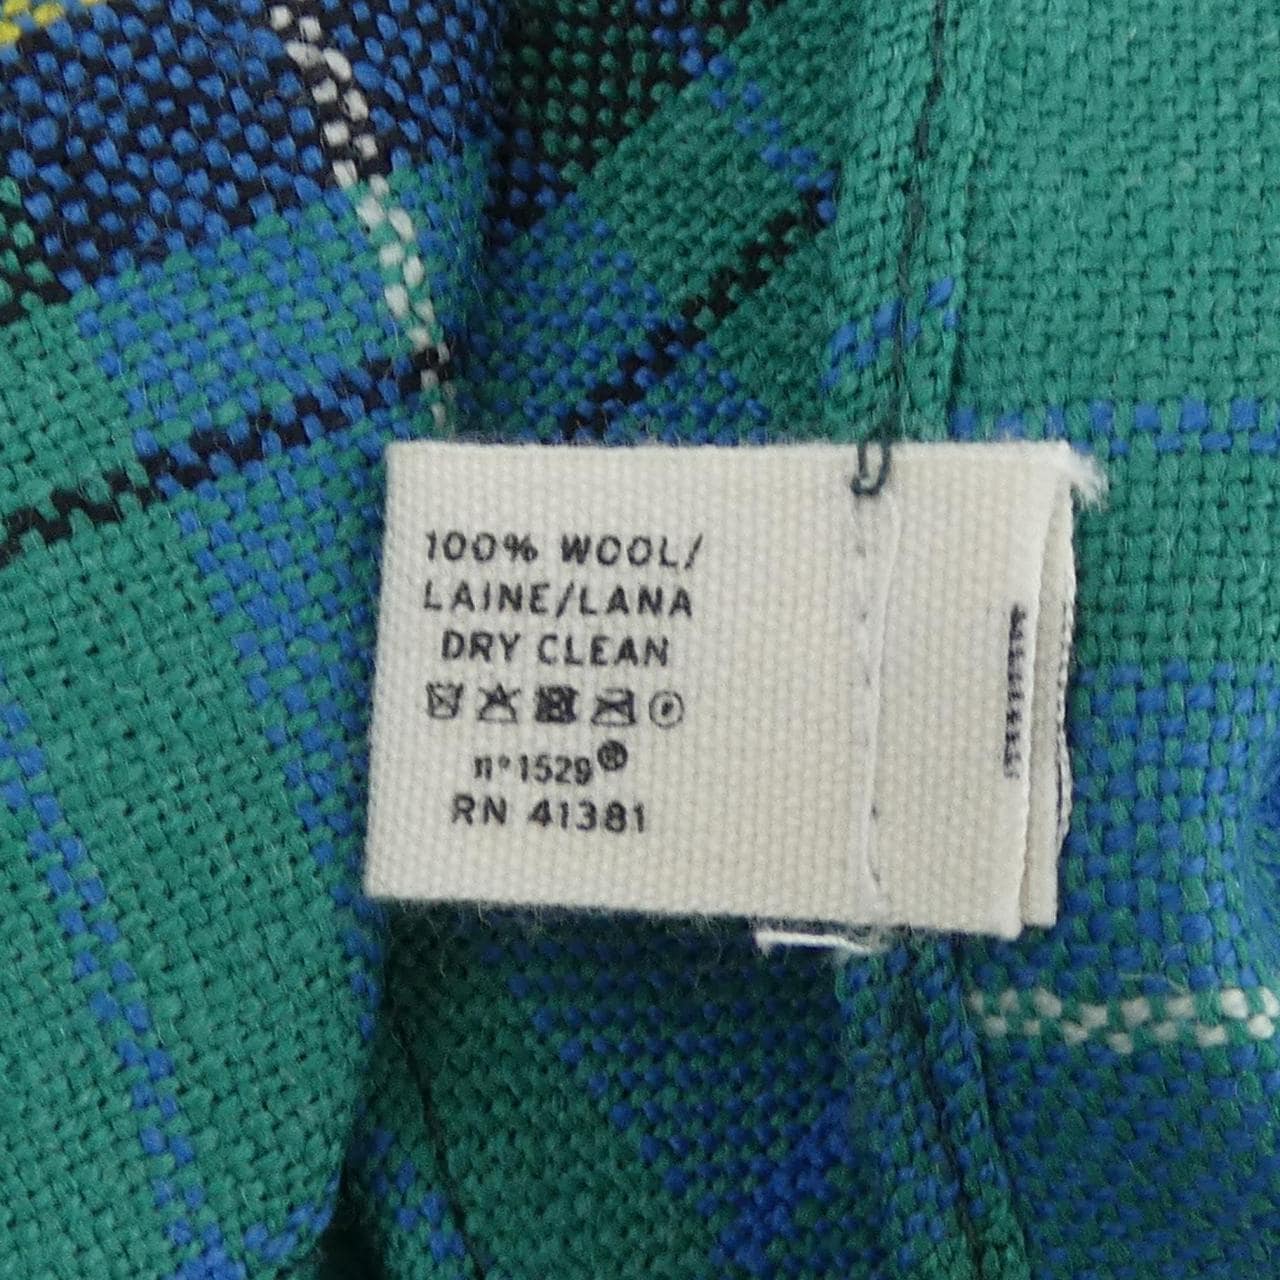 100% WOOL/
LAINE/LANA
DRY CLEAN
P
n°1529®
RN 41381